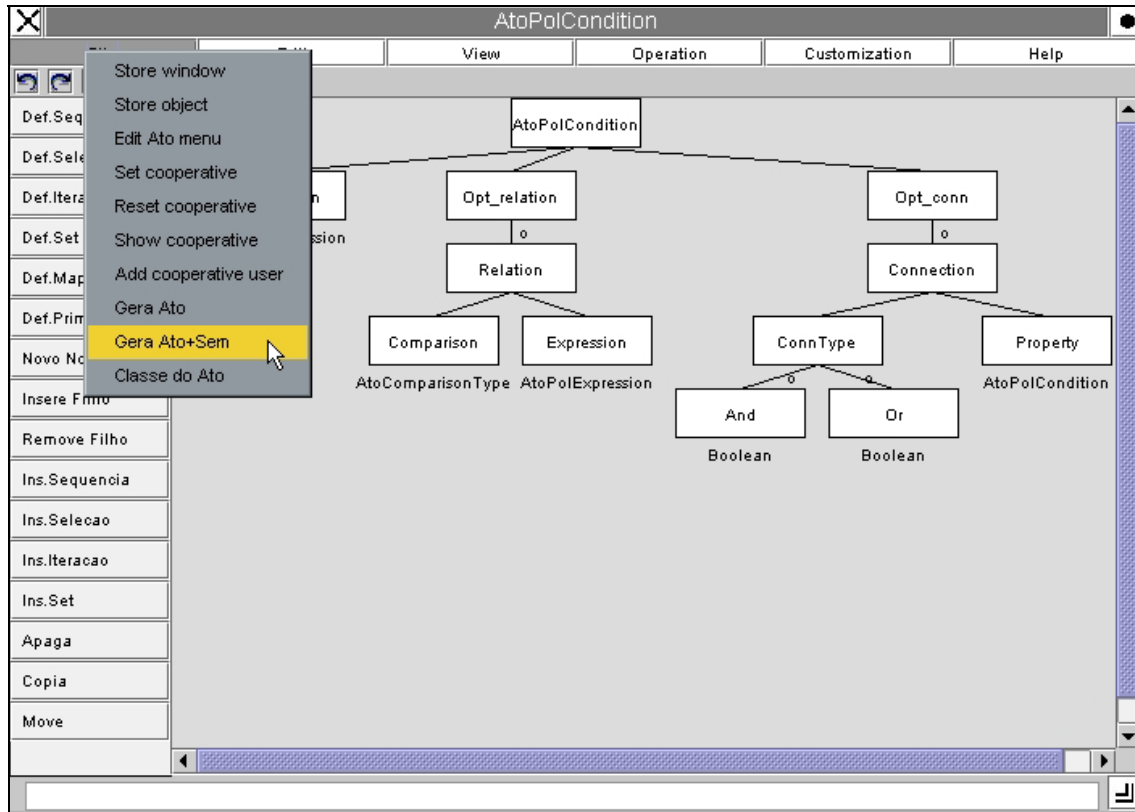 AtoPolCondition
View
Operation
Customization
Help
Store window
Store object
Edit Ato menu
Set cooperative
Reset cooperative
Show cooperative
Add cooperative user
Gera Ato
Gera Ato+Sem
Classe do Ato
Def.Seq
Def.Sele
Def.Itera
Def.Set
Def.Map
Def.Prim
Novo No
Insere Filho
Remove Filho
Ins.Sequencia
Ins.Selecao
Ins.Iteracao
Ins.Set
Apaga
Copia
Move
AtoPolCondition
n
Opt_relation
Opt_conn
ssion
o
o
Relation
Connection
Comparison
Expression
ConnType
Property
AtoComparisonType
AtoPolExpression
o
o
AtoPolCondition
And
Or
Boolean
Boolean